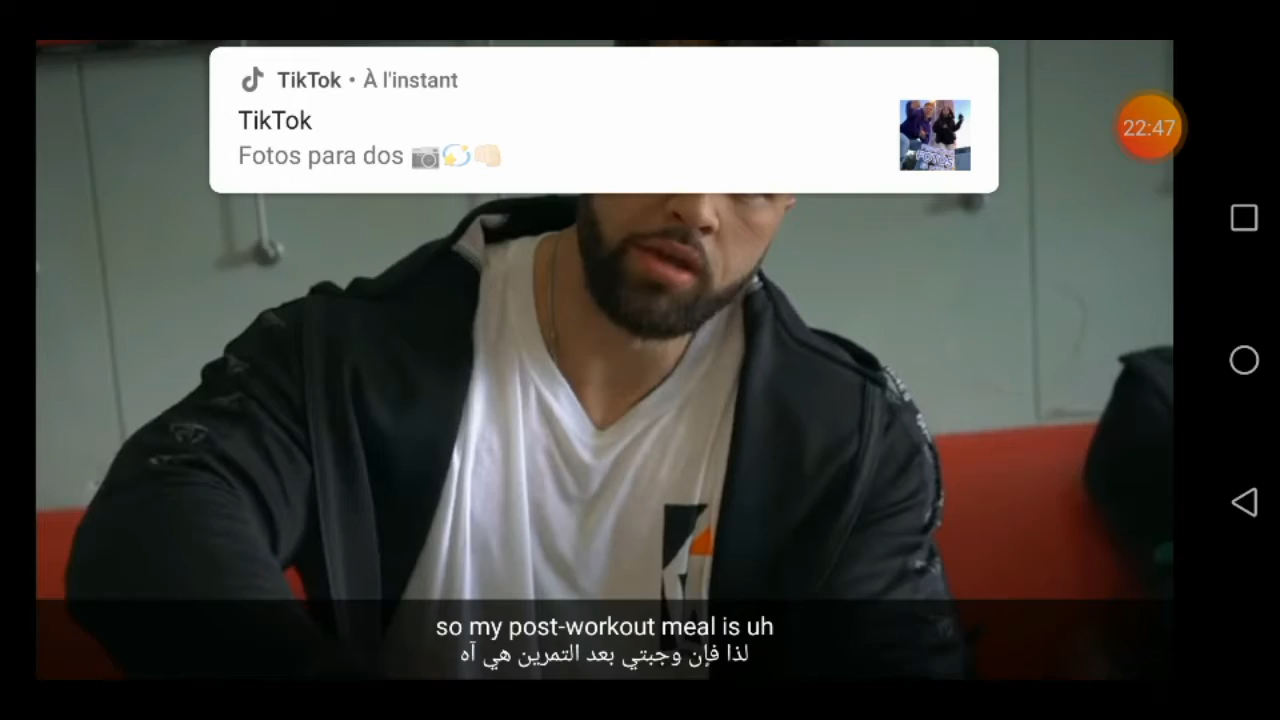 TikTok • À l'instant
TikTok
Fotos para dos 📷💫👊🏻
22:47
FOTOS
so my post-workout meal is uh
لذا فإن وجبتي بعد التمرين هي آه